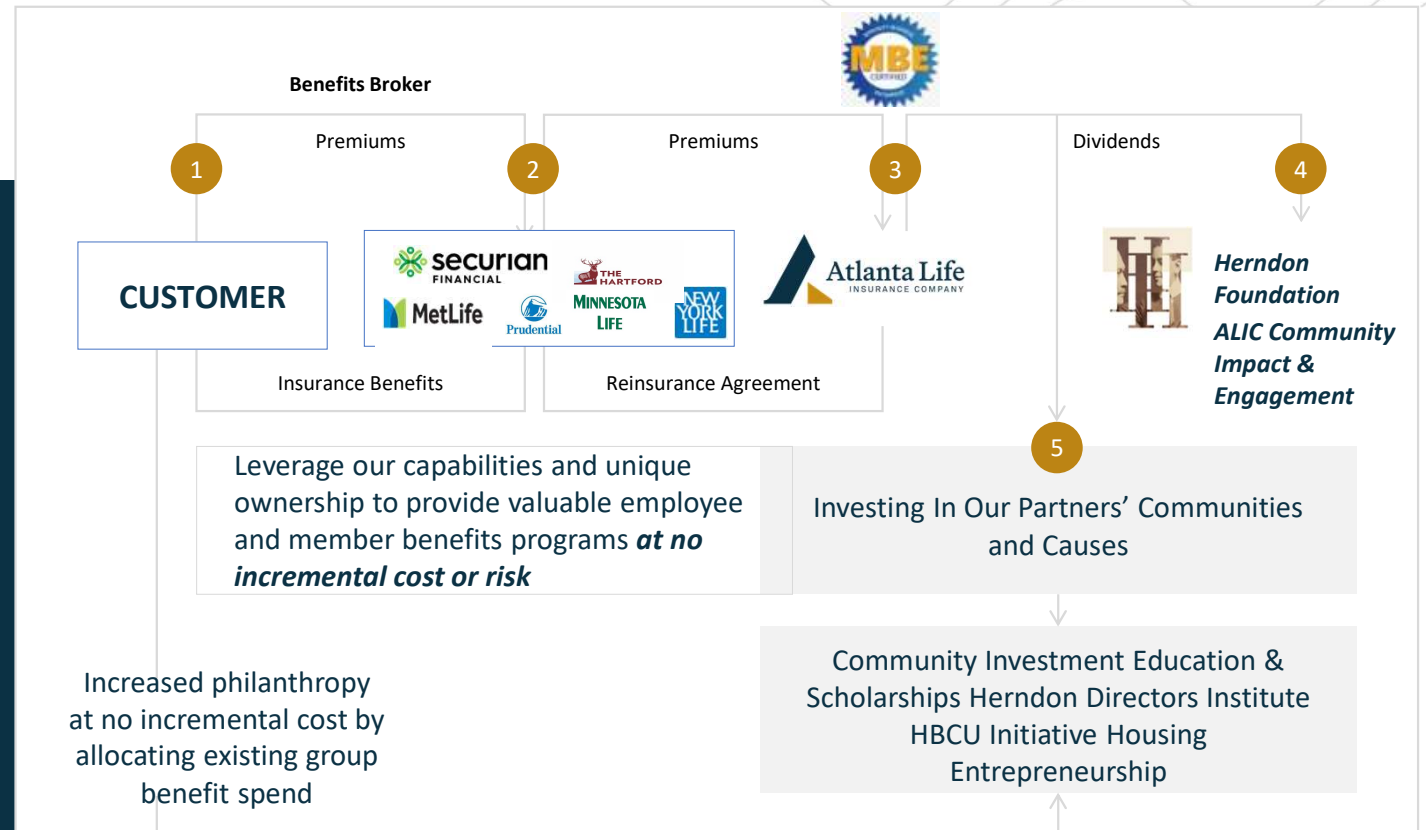 MBE
CERTIFIED
Benefits Broker
Premiums
Premiums
Dividends
1
2
3
4
CUSTOMER
securian
FINANCIAL
THE
HARTFORD
MetLife
Prudential
MINNESOTA
LIFE
NEW
YORK
LIFE
Atlanta Life
INSURANCE COMPANY
Herndon
Foundation
ALIC Community
Impact &
Engagement
Insurance Benefits
Reinsurance Agreement
5
Leverage our capabilities and unique
ownership to provide valuable employee
and member benefits programs at no
incremental cost or risk
Investing In Our Partners’ Communities
and Causes
Increased philanthropy
at no incremental cost by
allocating existing group
benefit spend
Community Investment Education &
Scholarships Herndon Directors Institute
HBCU Initiative Housing
Entrepreneurship